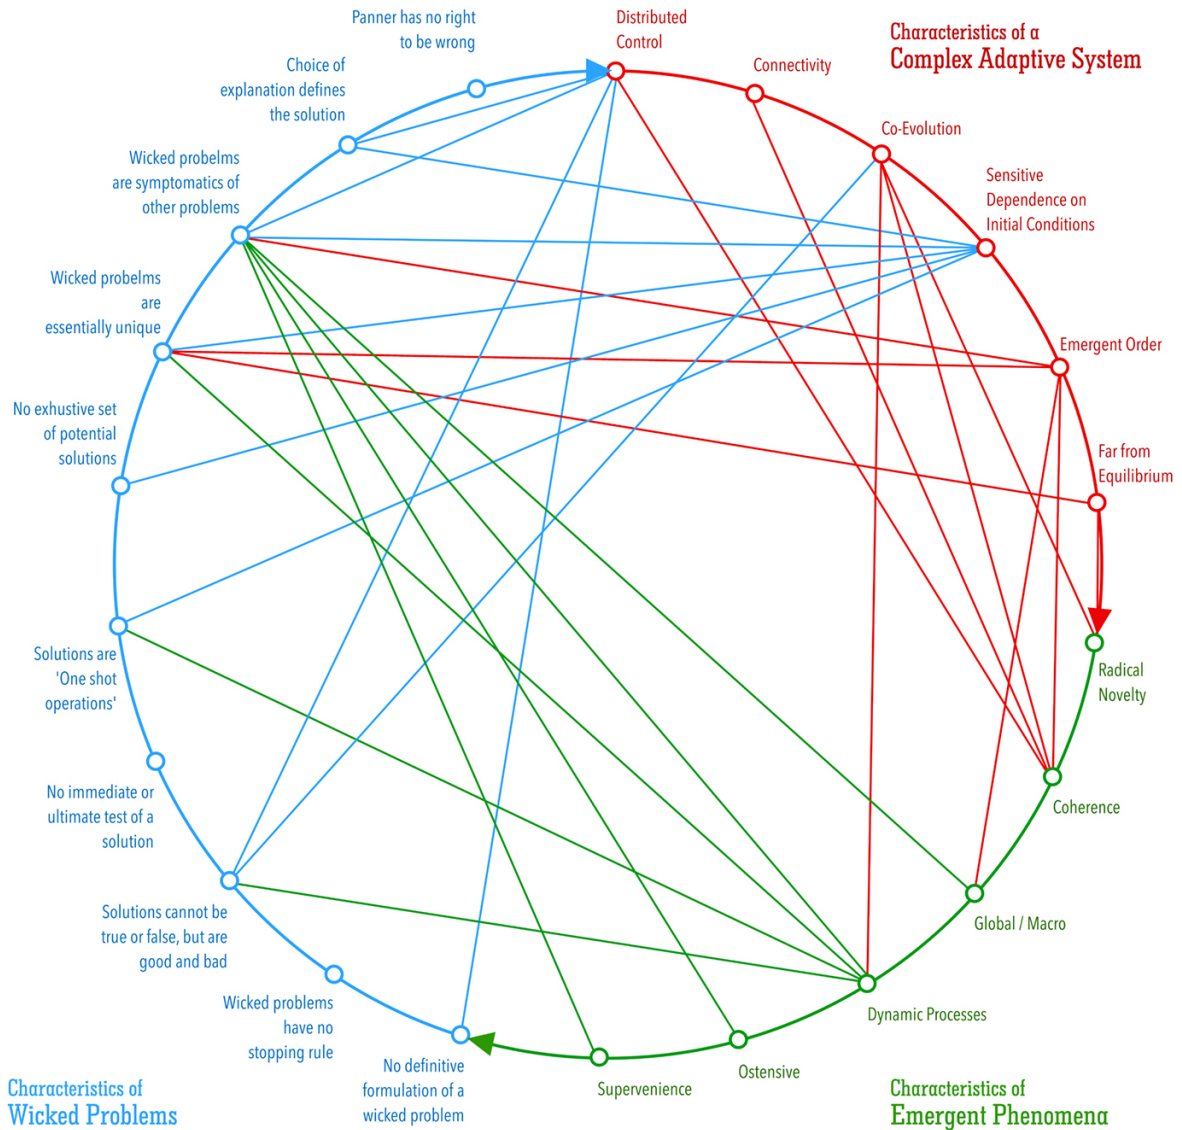 Panner has no right
to be wrong
Distributed
Control
Characteristics of a
Complex Adaptive System
Choice of
explanation defines
the solution
Connectivity
Co-Evolution
Wicked probelms
are symptomatics of
other problems
Sensitive
Dependence on
Initial Conditions
Wicked probelms
are
essentially unique
Emergent Order
No exhustive set
of potential
solutions
Far from
Equilibrium
Solutions are
'One shot
operations'
Radical
Novelty
No immediate or
ultimate test of a
solution
Coherence
Solutions cannot be
true or false, but are
good and bad
Global / Macro
Wicked problems
have no
stopping rule
Dynamic Processes
No definitive
formulation of a
wicked problem
Supervenience
Ostensive
Characteristics of
Wicked Problems
Characteristics of
Emergent Phenomena